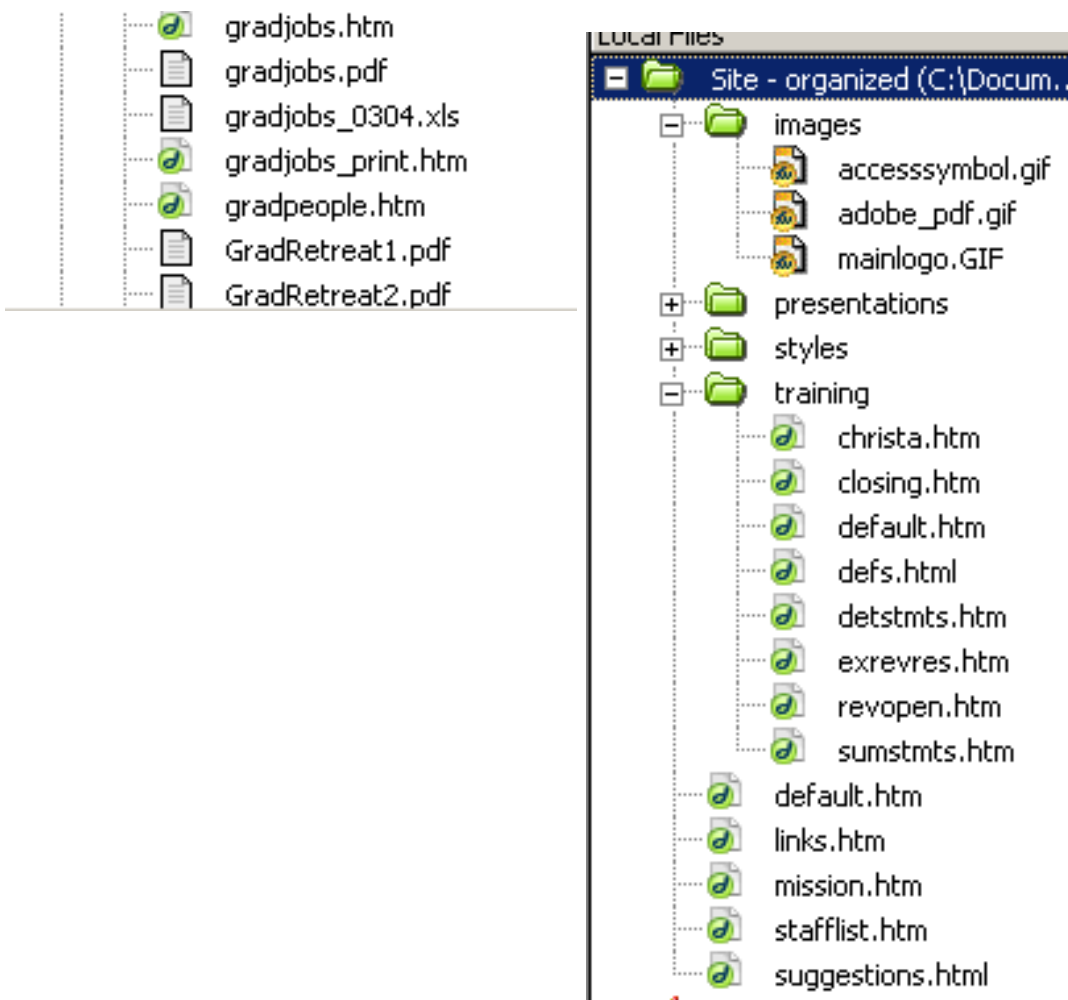 gradjobs.htm
gradjobs.pdf
gradjobs_0304.xls
gradjobs_print.htm
gradpeople.htm
GradRetreat1.pdf
GradRetreat2.pdf
Local Files
Site - organized (C:\Docum...
images
accesssymbol.gif
adobe_pdf.gif
mainlogo.GIF
presentations
styles
training
christa.htm
closing.htm
default.htm
defs.html
detstmts.htm
exrevres.htm
revopen.htm
sumstmts.htm
default.htm
links.htm
mission.htm
stafflist.htm
suggestions.html